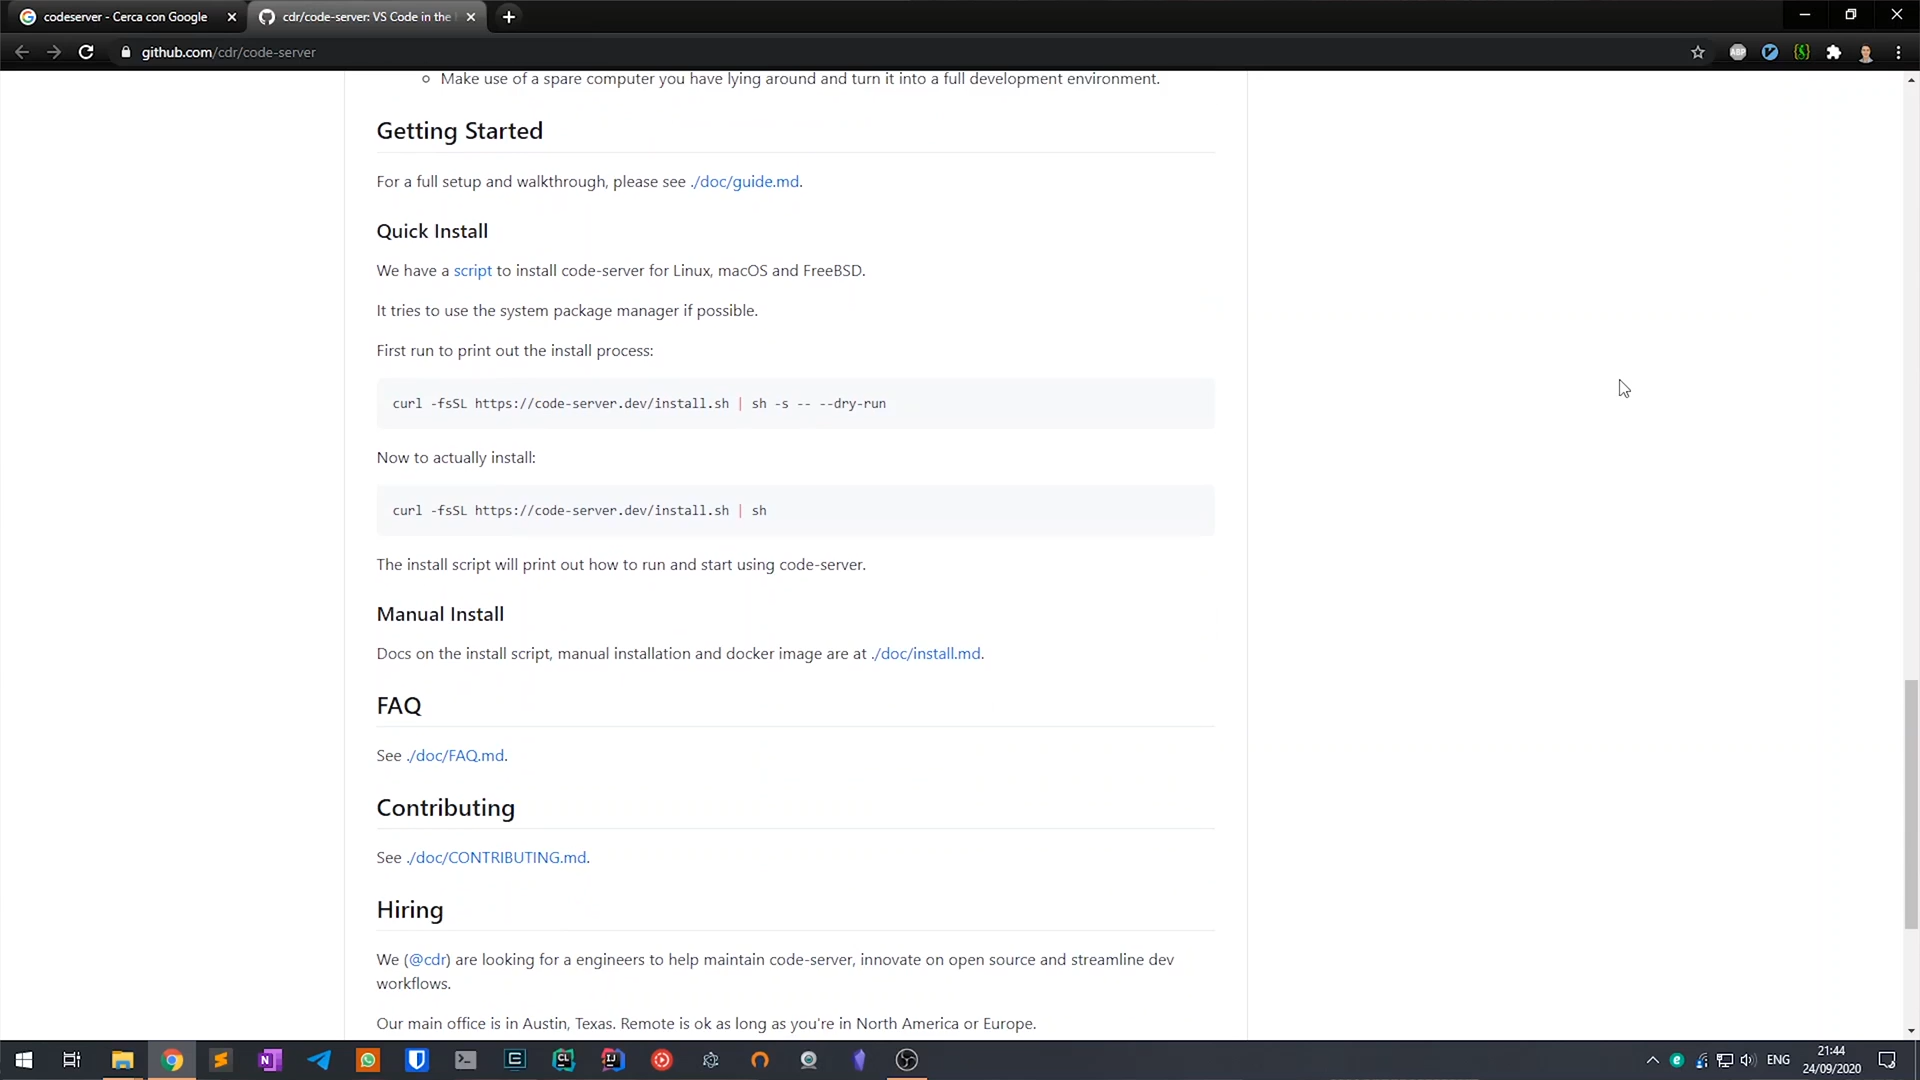 codeserver - Cerca con Google
cdr/code-server: VS Code in the
github.com/cdr/code-server
ABP
Make use of a spare computer you have lying around and turn it into a full development environment.
Getting Started
For a full setup and walkthrough, please see ./doc/guide.md.
Quick Install
We have a script to install code-server for Linux, macOS and FreeBSD.
It tries to use the system package manager if possible.
First run to print out the install process:
curl -fsSL https://code-server.dev/install.sh | sh -s -- --dry-run
Now to actually install:
curl -fsSL https://code-server.dev/install.sh | sh
The install script will print out how to run and start using code-server.
Manual Install
Docs on the install script, manual installation and docker image are at ./doc/install.md.
FAQ
See ./doc/FAQ.md.
Contributing
See ./doc/CONTRIBUTING.md.
Hiring
We (@cdr) are looking for a engineers to help maintain code-server, innovate on open source and streamline dev
workflows.
Our main office is in Austin, Texas. Remote is ok as long as you're in North America or Europe.
ENG
21:44
24/09/2020